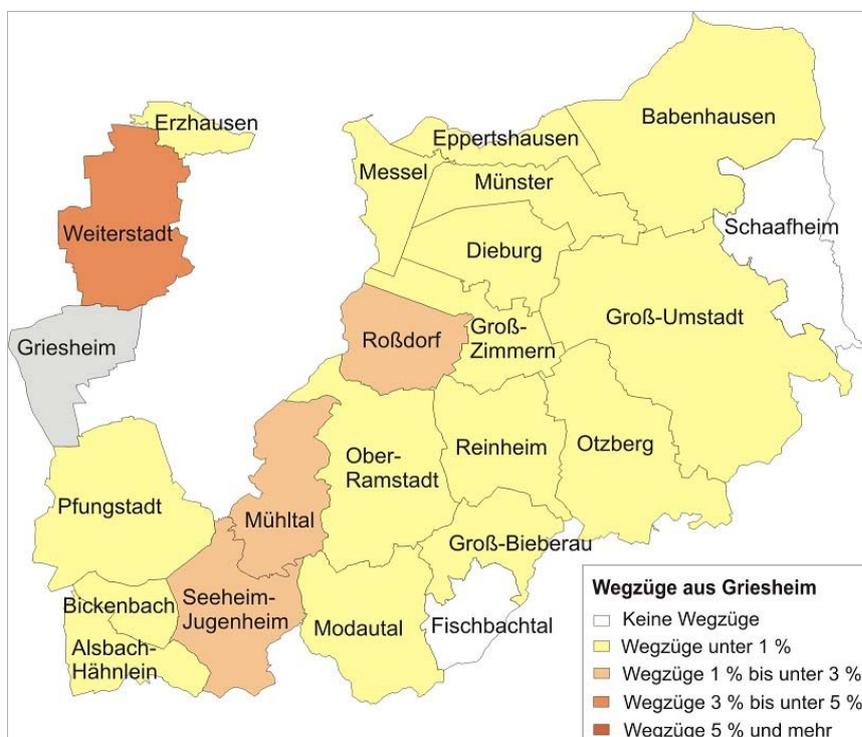 Erzhausen
Babenhausen
Eppertshausen
Messel
Münster
Schaafheim
Weiterstadt
Dieburg
Groß-Umstadt
Griesheim
Roßdorf
Groß-
Zimmern
Ober-
Ramstadt
Reinheim
Otzberg
Pfungstadt
Mühltal
Groß-Bieberau
Bickenbach
Seeheim-
Jugenheim
Modautal
Fischbachtal
Alsbach-
Hähnlein
Wegzüge aus Griesheim
Keine Wegzüge
Wegzüge unter 1 %
Wegzüge 1 % bis unter 3 %
Wegzüge 3 % bis unter 5 %
Wegzüge 5 % und mehr